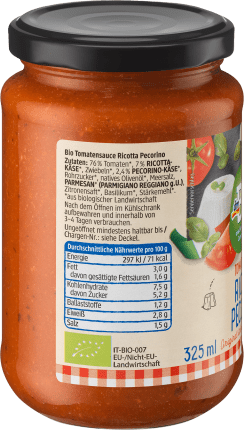 Bio Tomatensauce Ricotta Pecorino
Zutaten: 76 % Tomaten*, 7 % RICOTTA-
KÄSE*, Zwiebeln*, 2,4 % PECORINO-KÄSE*,
Rohrzucker*, natives Olivenöl*, Meersalz,
PARMESAN* (PARMIGIANO REGGIANO g.U.),
Zitronensaft*, Basilikum*, Stärkemehl*.
*aus biologischer Landwirtschaft
Nach dem Öffnen im Kühlschrank
aufbewahren und innerhalb von
3-4 Tagen verbrauchen.
Ungeöffnet mindestens haltbar bis /
Chargen-Nr.: siehe Deckel.
Durchschnittliche Nährwerte pro 100 g
Energie 297 kJ / 71 kcal
Fett 3,0 g
davon gesättigte Fettsäuren 1,6 g
Kohlenhydrate 7,5 g
davon Zucker 5,2 g
Ballaststoffe 1,2 g
Eiweiß 2,8 g
Salz 1,5 g
IT-BIO-007
EU-/Nicht-EU-
Landwirtschaft
325 ml